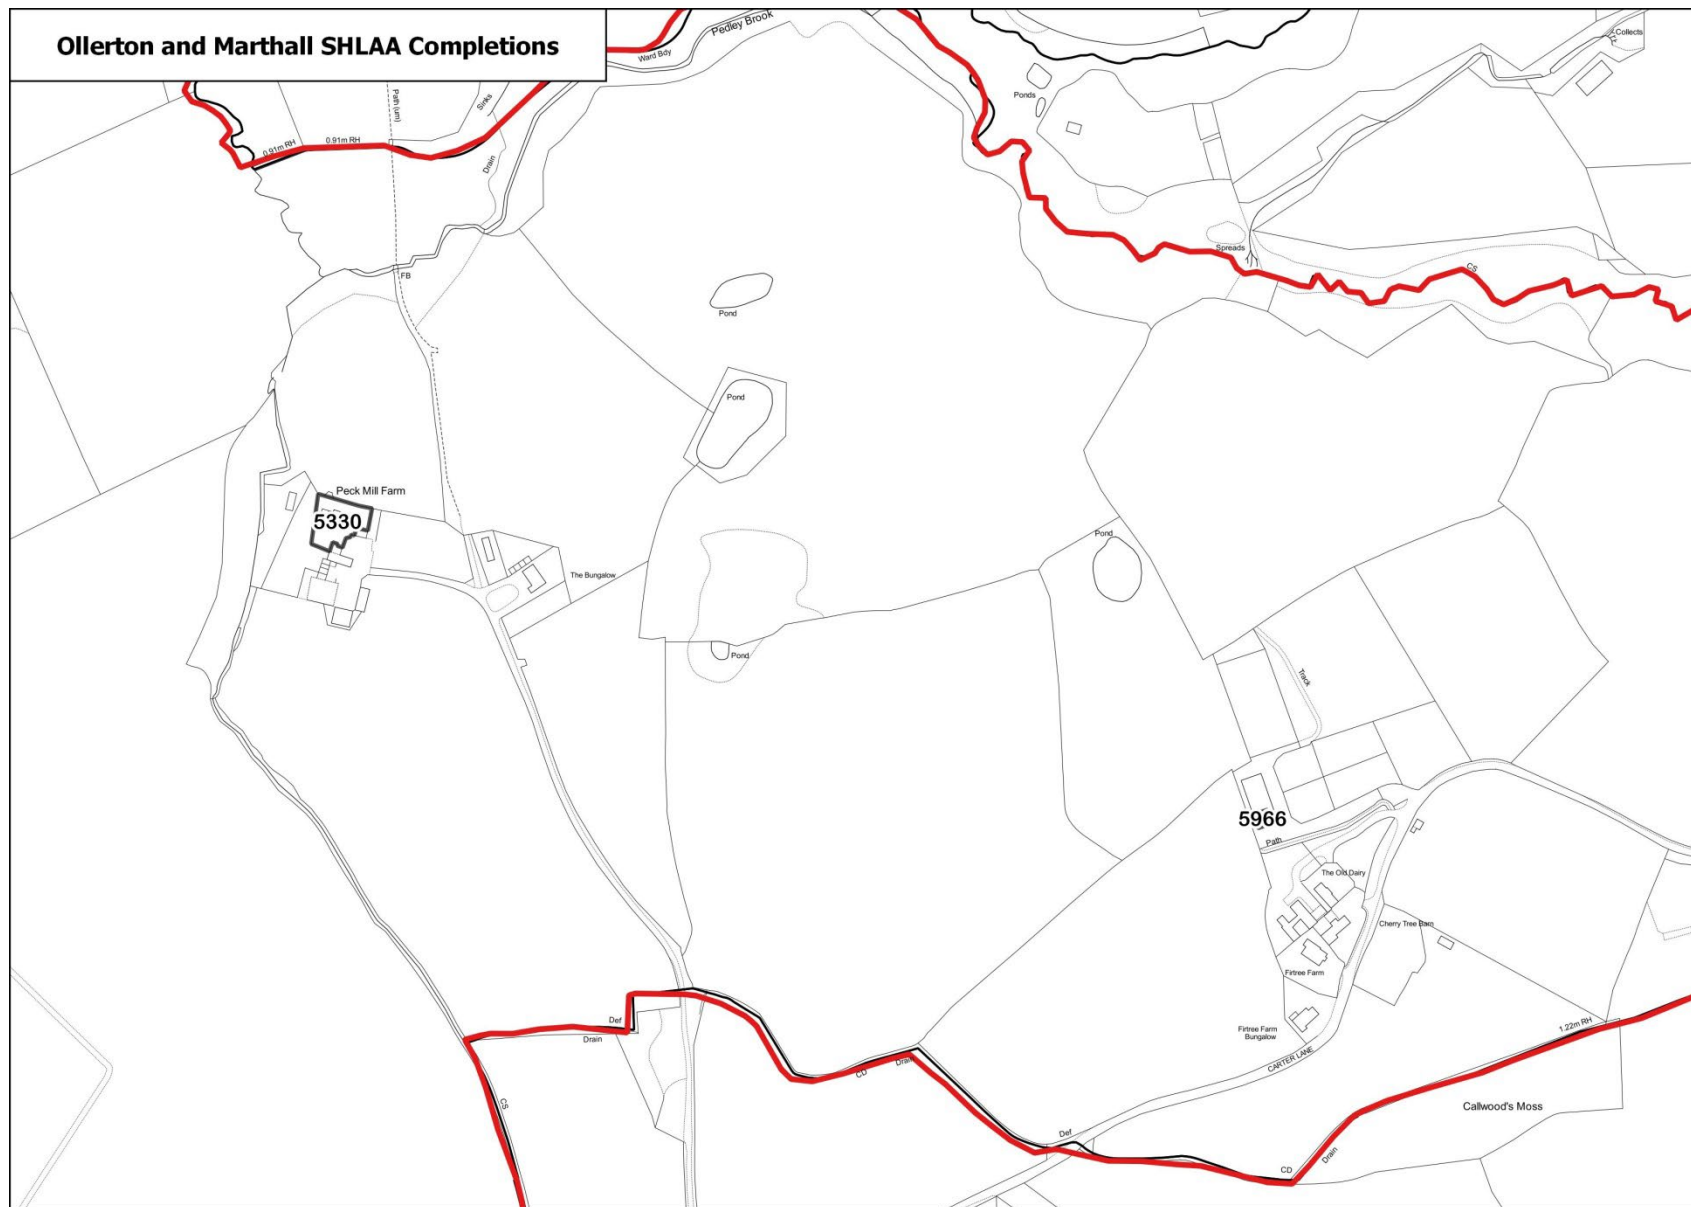 Ollerton and Marthall SHLAA Completions
Pedley Brook
Ward Bdy
Collects
Path (um)
Sinks
Ponds
0.91m RH
0.91m RH
Drain
Spreads
CS
FB
Pond
Pond
Peck Mill Farm
5330
Pond
The Bungalow
Pond
Track
5966
Path
The Old Dairy
Cherry Tree Barn
Firtree Farm
Def
Drain
Firtree Farm
Bungalow
1.22m RH
CARTER LANE
CD
Drain
CS
Callwood's Moss
Def
Drain
CD